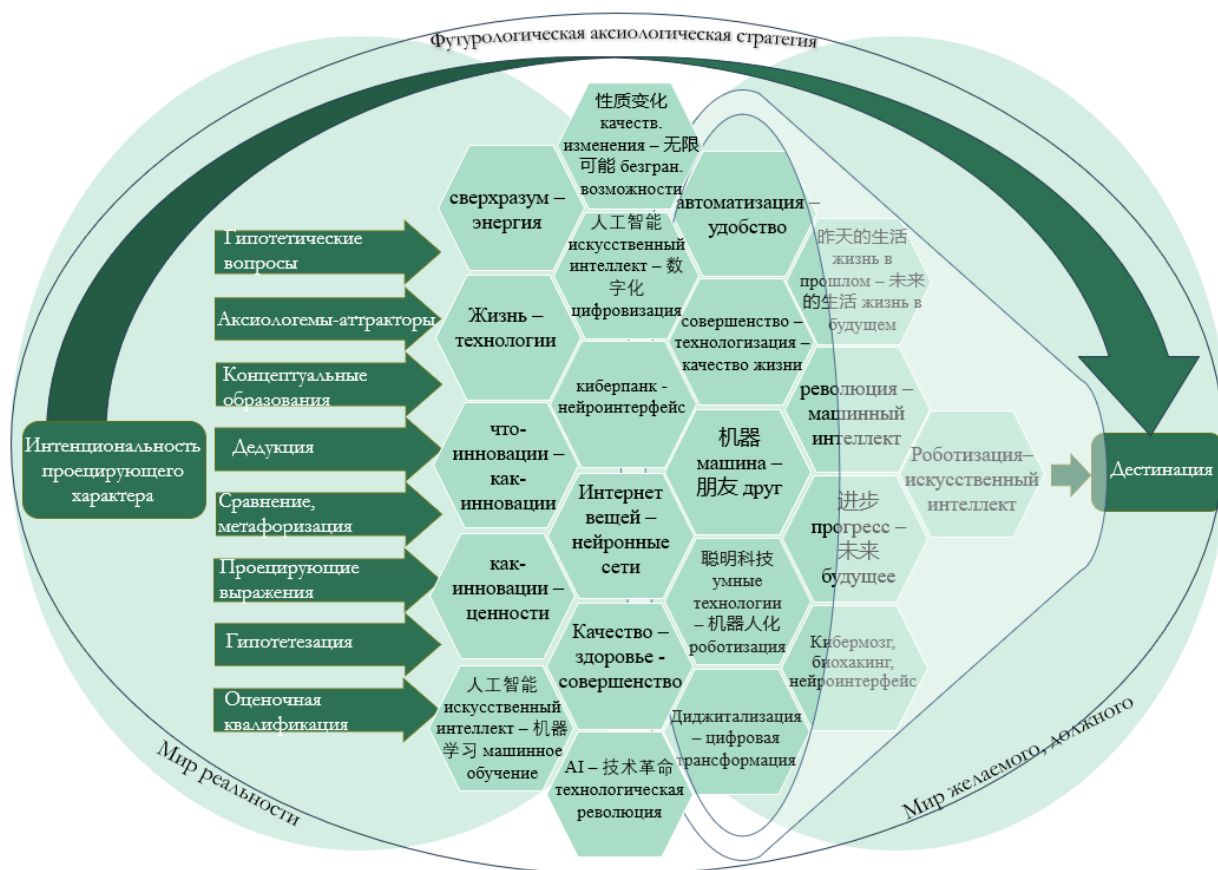 Футурологическая аксиологическая стратегия
Интенциональность
проецирующего
характера
Гипотетические
вопросы
Аксиологемы-аттракторы
Концептуальные
образования
Дедукция
Сравнение,
метафоризация
Проецирующие
выражения
Гипотетезация
Оценочная
квалификация
сверхразум –
энергия
Жизнь –
технологии
что-
инновации –
как-
инновации
как-
инновации –
ценности
人工智能
искусственный
интеллект – 机器
学习 машинное
обучение
性质变化
качеств.
изменения – 无限
可能 безгран.
возможности
人工智能
искусственный
интеллект – 数
字化
цифровизация
киберпанк -
нейроинтерфейс
Интернет
вещей –
нейронные
сети
Качество –
здоровье -
совершенство
AI – 技术革命
технологическая
революция
автоматизация –
удобство
совершенство –
технологизация –
качество жизни
机器
машина –
朋友 друг
聪明科技
умные
технологии
– 机器人化
роботизация
Диджитализация
– цифровая
трансформация
昨天的生活
жизнь в
прошлом – 未来
的生活 жизнь в
будущем
революция –
машинный
интеллект
进步
прогресс –
未来
будущее
Кибермозг,
биохакинг,
нейроинтерфейс
Роботизация–
искусственный
интеллект
Дестинация
Мир реальности
Мир желаемого, должного